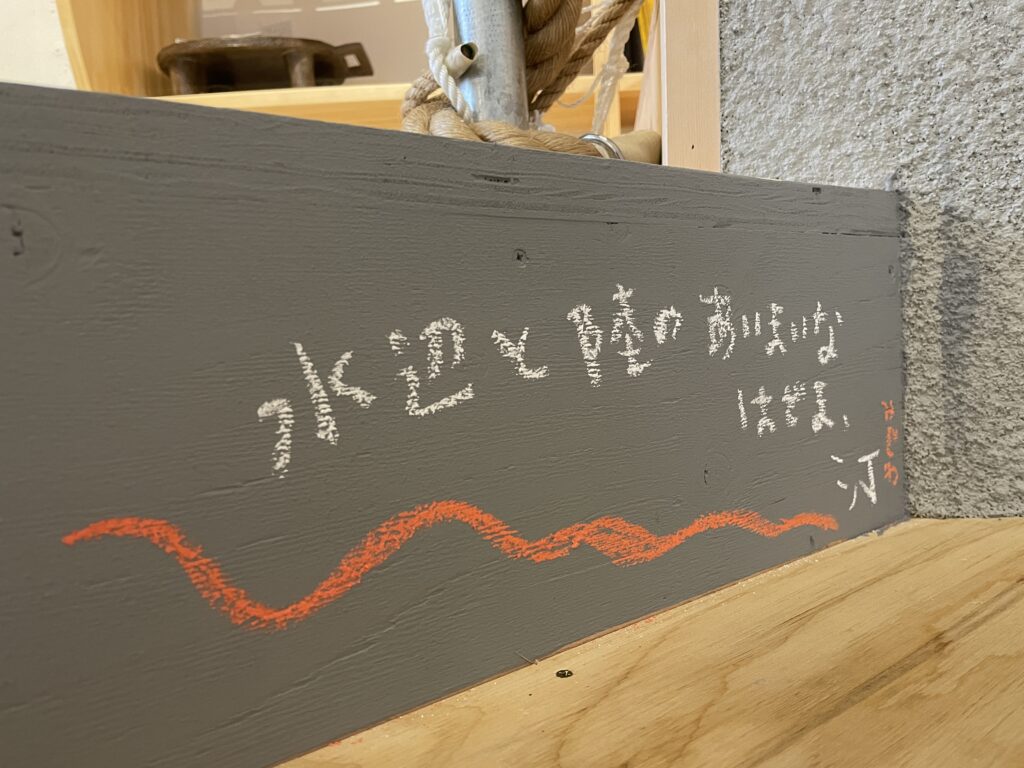 水辺と陸のあいまいな
はざま、
汀
みぎわ